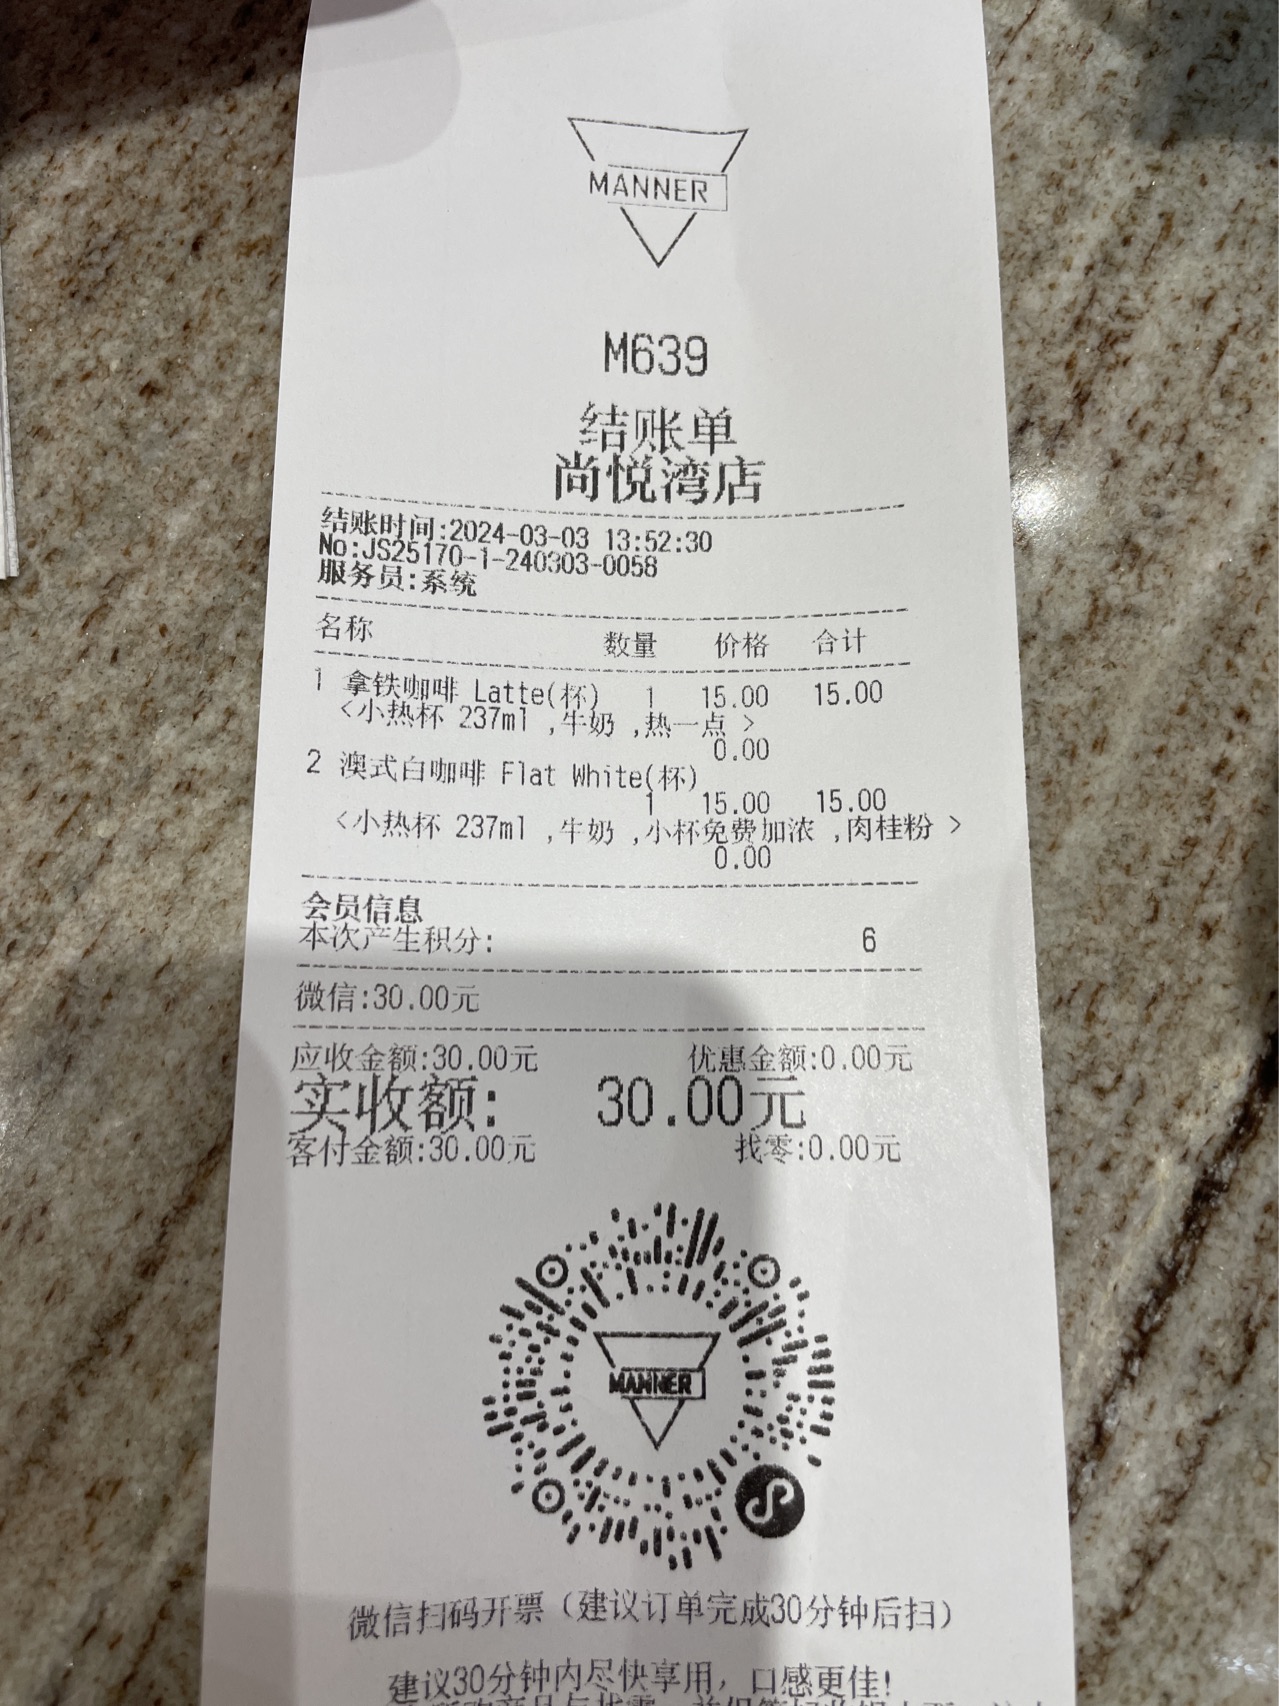 MANNER
M639
结账单
尚悦湾店
结账时间:2024-03-03 13:52:30
No:JS25170-1-240303-0058
服务员:系统
名称 数量 价格 合计
1 拿铁咖啡 Latte(杯) 1 15.00 15.00
<小热杯 237ml ,牛奶 ,热一点 >
0.00
2 澳式白咖啡 Flat White(杯)
1 15.00 15.00
<小热杯 237ml ,牛奶 ,小杯免费加浓 ,肉桂粉 >
0.00
会员信息
本次产生积分: 6
微信:30.00元
应收金额:30.00元 优惠金额:0.00元
实收额: 30.00元
客付金额:30.00元 找零:0.00元
MANNER
微信扫码开票（建议订单完成30分钟后扫）
建议30分钟内尽快享用，口感更佳!